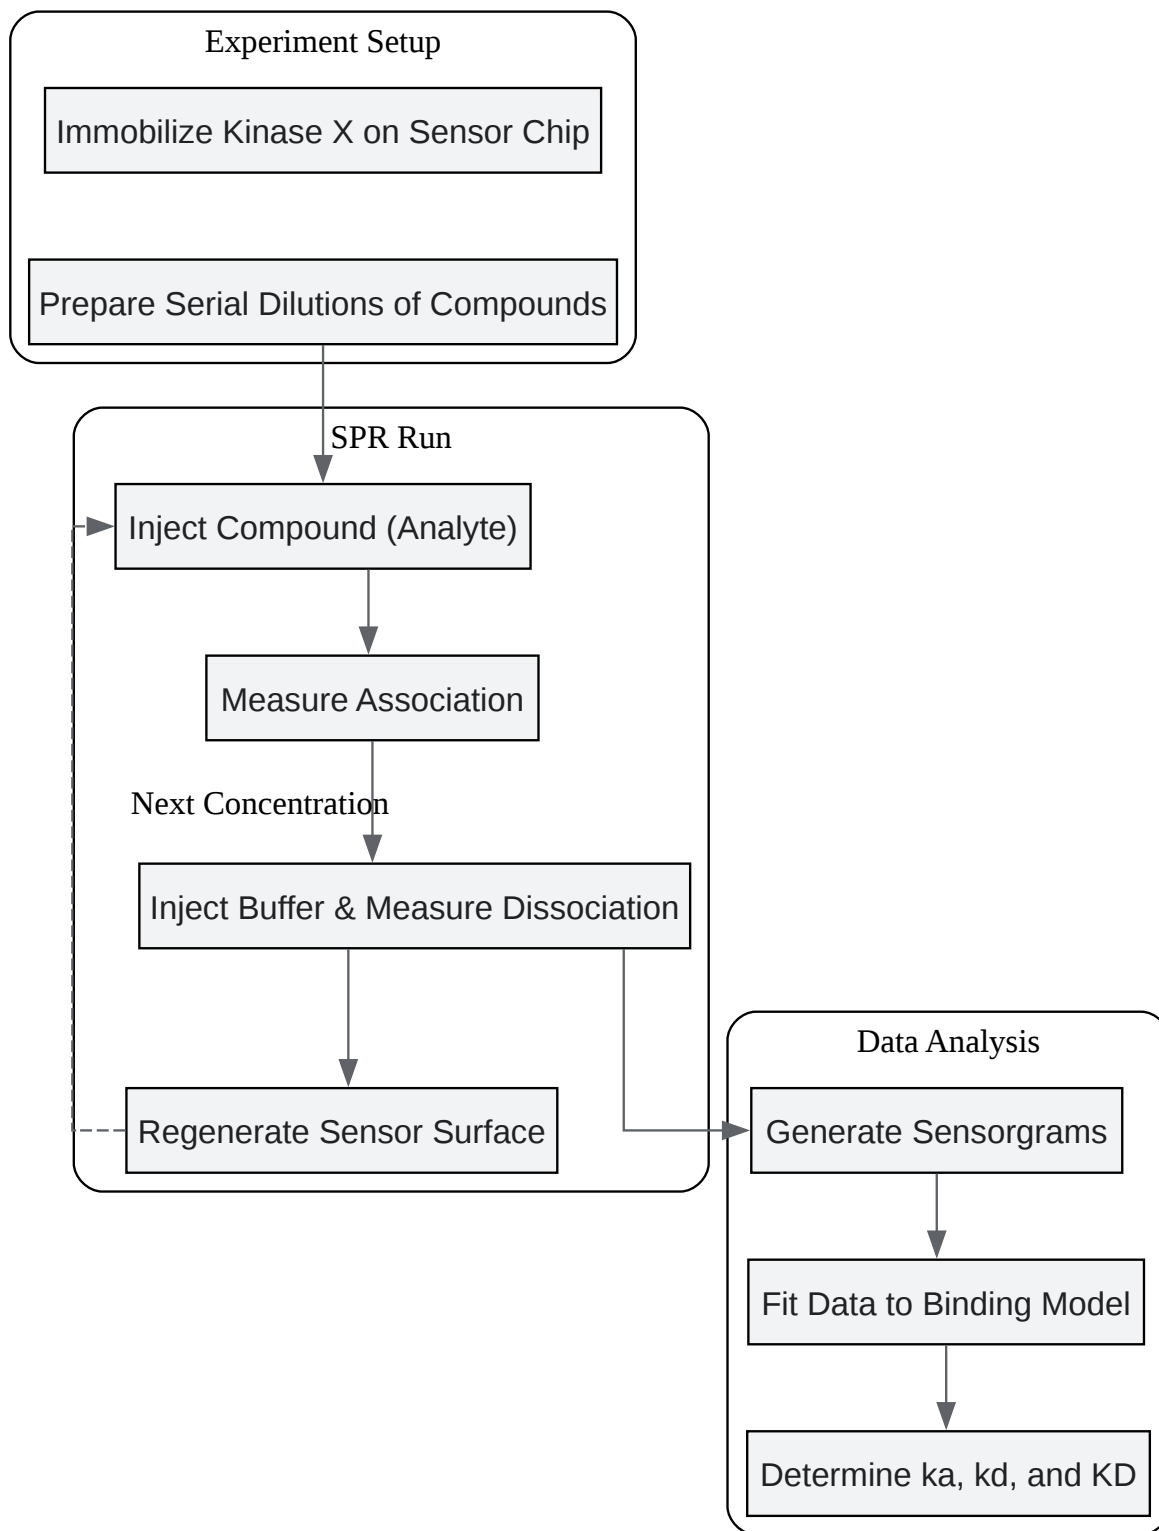 Experiment Setup
Immobilize Kinase X on Sensor Chip
Prepare Serial Dilutions of Compounds
SPR Run
Inject Compound (Analyte)
Measure Association
Next Concentration
Inject Buffer & Measure Dissociation
Regenerate Sensor Surface
Data Analysis
Generate Sensorgrams
Fit Data to Binding Model
Determine ka, kd, and KD